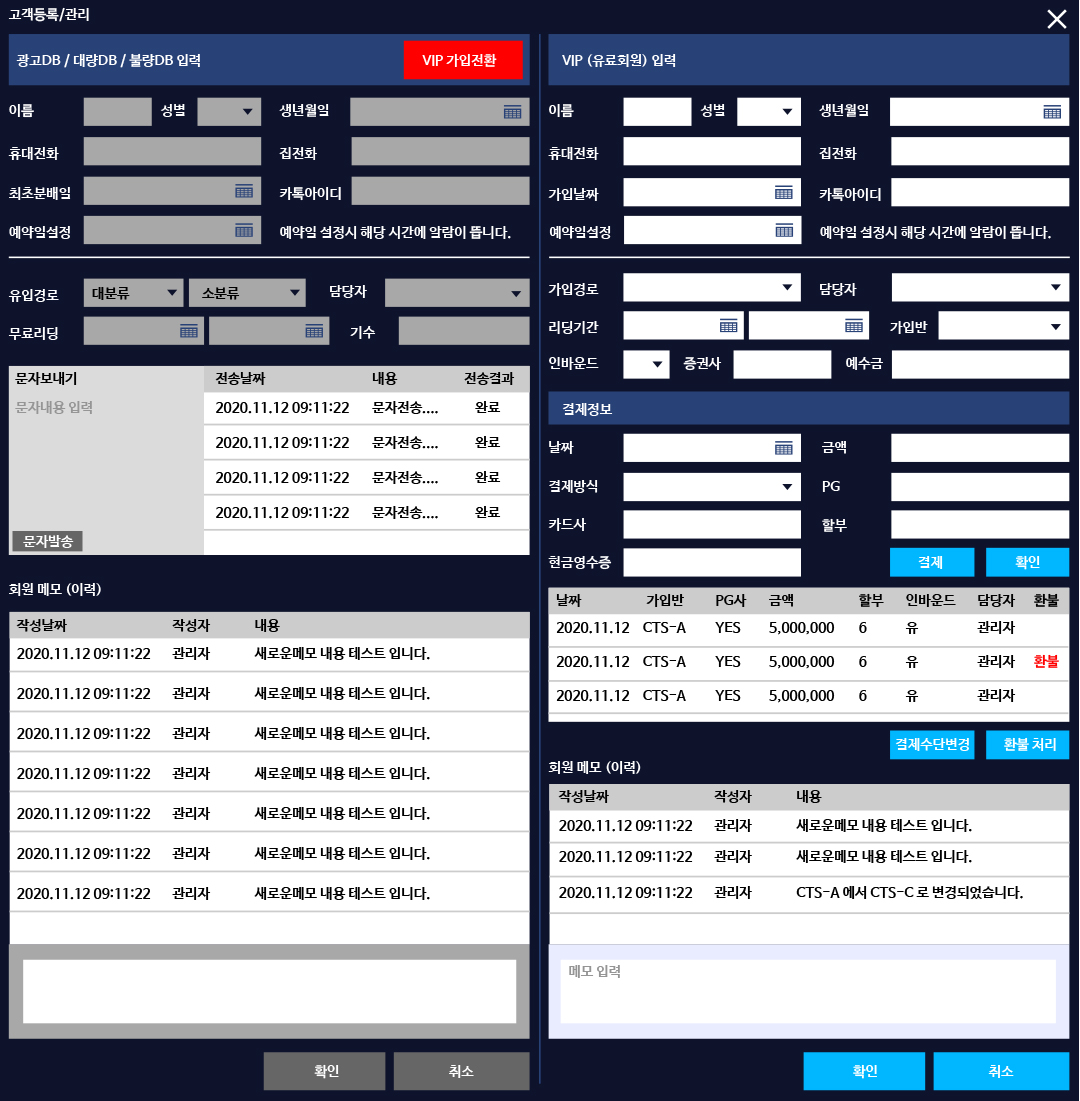 고객등록/관리
광고DB / 대량DB / 불량DB 입력
VIP 가입전환
이름
성별
생년월일
휴대전화
집전화
최초분배일
카톡아이디
예약일설정
예약일 설정시 해당 시간에 알람이 뜹니다.
유입경로
대분류
소분류
담당자
무료리딩
기수
문자보내기
문자내용 입력
문자발송
전송날짜 내용 전송결과
2020.11.12 09:11:22 문자전송.... 완료
2020.11.12 09:11:22 문자전송.... 완료
2020.11.12 09:11:22 문자전송.... 완료
2020.11.12 09:11:22 문자전송.... 완료
회원 메모 (이력)
작성날짜 작성자 내용
2020.11.12 09:11:22 관리자 새로운메모 내용 테스트 입니다.
2020.11.12 09:11:22 관리자 새로운메모 내용 테스트 입니다.
2020.11.12 09:11:22 관리자 새로운메모 내용 테스트 입니다.
2020.11.12 09:11:22 관리자 새로운메모 내용 테스트 입니다.
2020.11.12 09:11:22 관리자 새로운메모 내용 테스트 입니다.
2020.11.12 09:11:22 관리자 새로운메모 내용 테스트 입니다.
2020.11.12 09:11:22 관리자 새로운메모 내용 테스트 입니다.
확인
취소
VIP (유료회원) 입력
이름
성별
생년월일
휴대전화
집전화
가입날짜
카톡아이디
예약일설정
예약일 설정시 해당 시간에 알람이 뜹니다.
가입경로
담당자
리딩기간
가입반
인바운드
증권사
예수금
결제정보
날짜
금액
결제방식
PG
카드사
할부
현금영수증
결제
확인
날짜 가입반 PG사 금액 할부 인바운드 담당자 환불
2020.11.12 CTS-A YES 5,000,000 6 유 관리자
2020.11.12 CTS-A YES 5,000,000 6 유 관리자 환불
2020.11.12 CTS-A YES 5,000,000 6 유 관리자
결제수단변경
환불 처리
회원 메모 (이력)
작성날짜 작성자 내용
2020.11.12 09:11:22 관리자 새로운메모 내용 테스트 입니다.
2020.11.12 09:11:22 관리자 새로운메모 내용 테스트 입니다.
2020.11.12 09:11:22 관리자 CTS-A 에서 CTS-C 로 변경되었습니다.
메모 입력
확인
취소